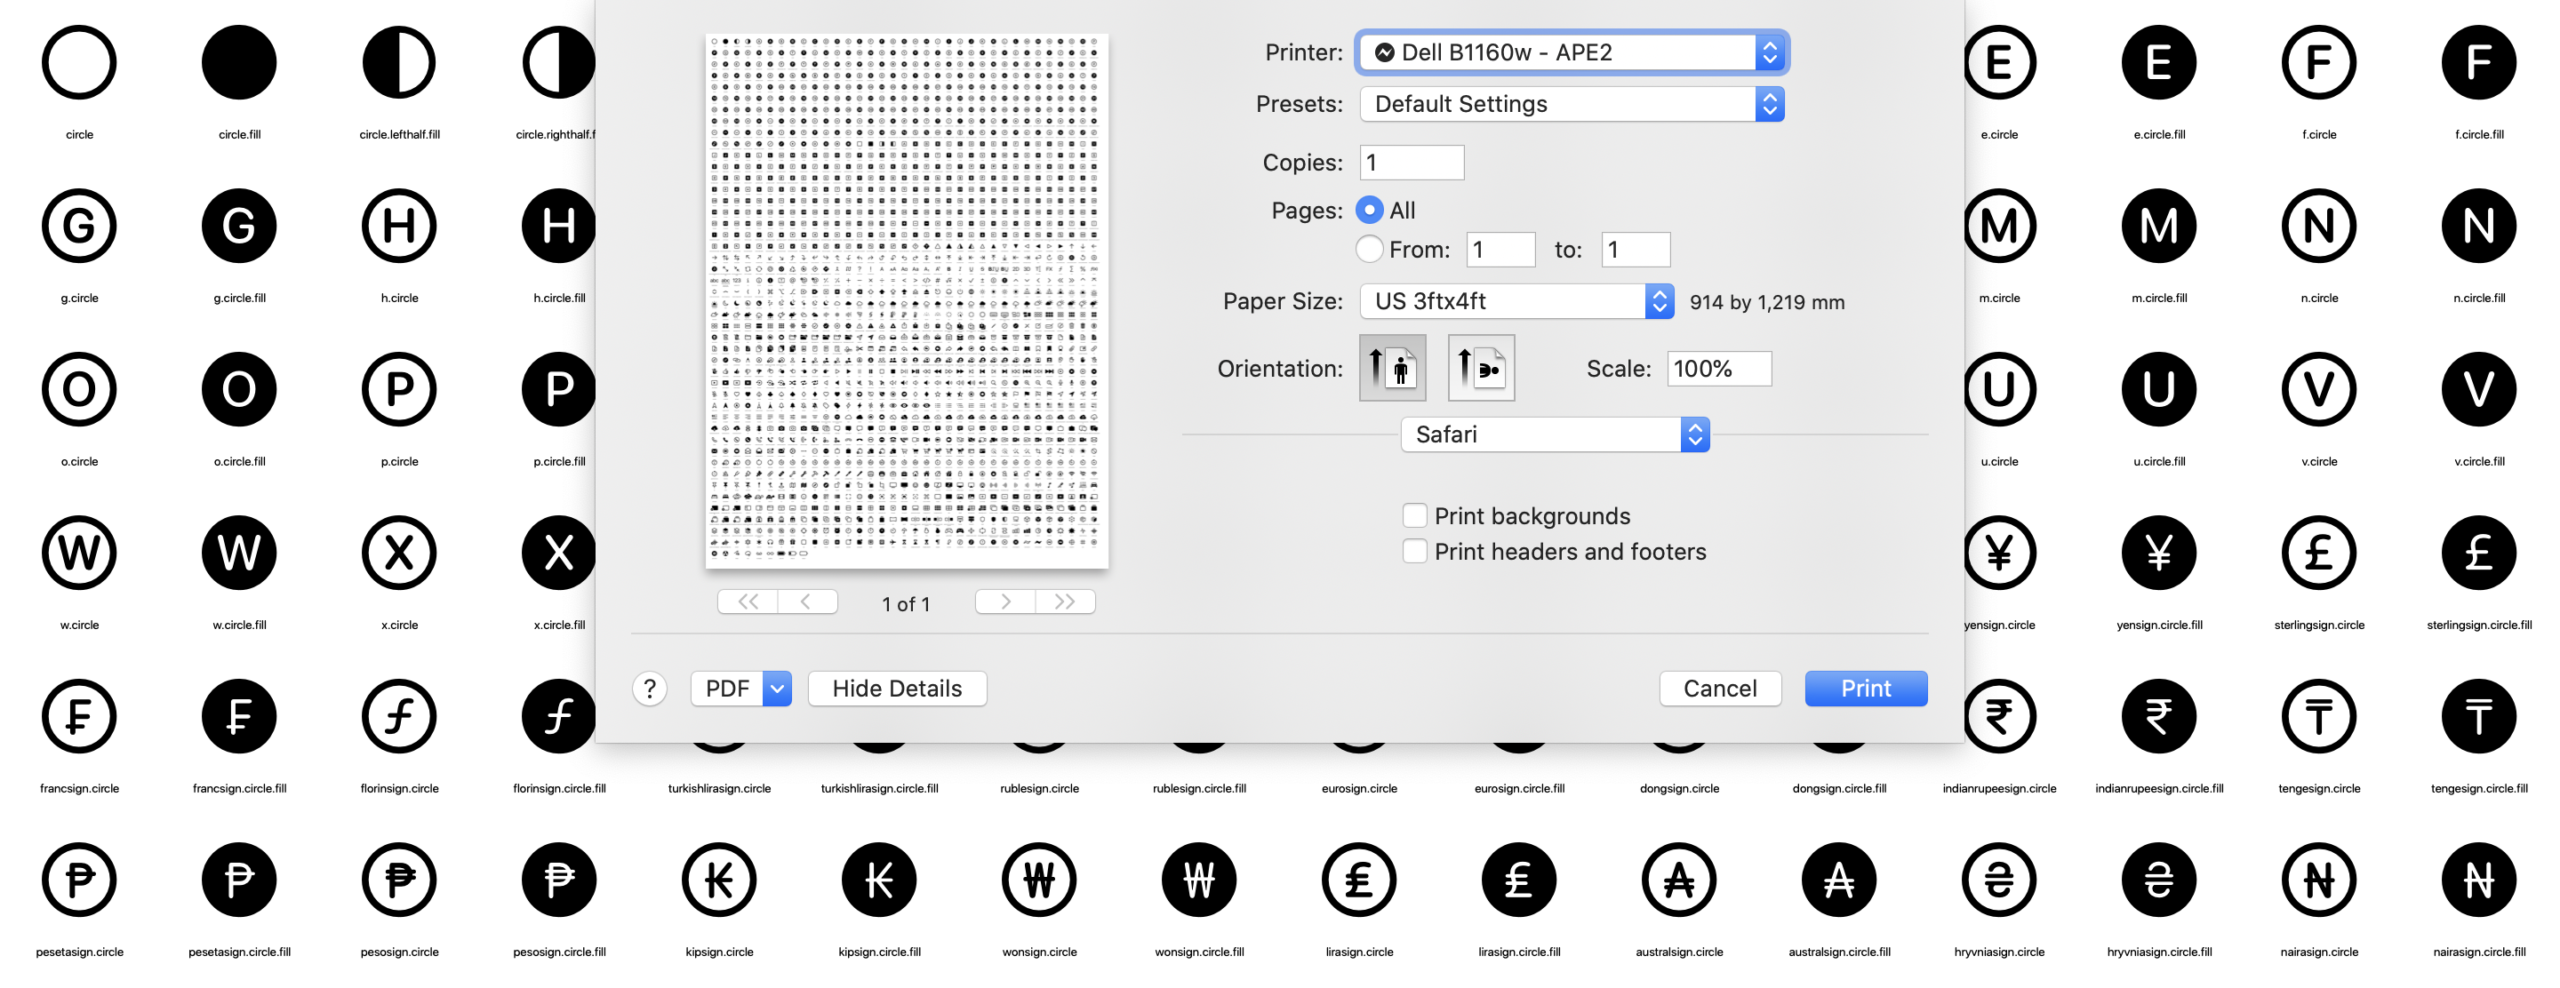 Printer: Dell B1160w - APE2
Presets: Default Settings
Copies: 1
Pages: All
From: 1 to: 1
Paper Size: US 3ftx4ft 914 by 1,219 mm
Orientation: Scale: 100%
Safari
Print backgrounds
Print headers and footers
1 of 1
? PDF Hide Details Cancel Print
E E F F
circle circle.fill circle.lefthalf.fill circle.righthalf.f e.circle e.circle.fill f.circle f.circle.fill
G G H H M M N N
g.circle g.circle.fill h.circle h.circle.fill m.circle m.circle.fill n.circle n.circle.fill
O O P P U U V V
o.circle o.circle.fill p.circle p.circle.fill u.circle u.circle.fill v.circle v.circle.fill
W W X X ¥ ¥ £ £
w.circle w.circle.fill x.circle x.circle.fill yensign.circle yensign.circle.fill sterlingsign.circle sterlingsign.circle.fill
₣ ₣ ƒ ƒ ₹ ₹ ₸ ₸
francsign.circle francsign.circle.fill florinsign.circle florinsign.circle.fill turkishlirasign.circle turkishlirasign.circle.fill rublesign.circle rublesign.circle.fill eurosign.circle eurosign.circle.fill dongsign.circle dongsign.circle.fill indianrupeesign.circle indianrupeesign.circle.fill tengesign.circle tengesign.circle.fill
₱ ₱ ₱ ₱ ₭ ₭ ₩ ₩ ₤ ₤ ₳ ₳ ₴ ₴ ₦ ₦
pesetasign.circle pesetasign.circle.fill pesosign.circle pesosign.circle.fill kipsign.circle kipsign.circle.fill wonsign.circle wonsign.circle.fill lirasign.circle lirasign.circle.fill australsign.circle australsign.circle.fill hryvniasign.circle hryvniasign.circle.fill nairasign.circle nairasign.circle.fill